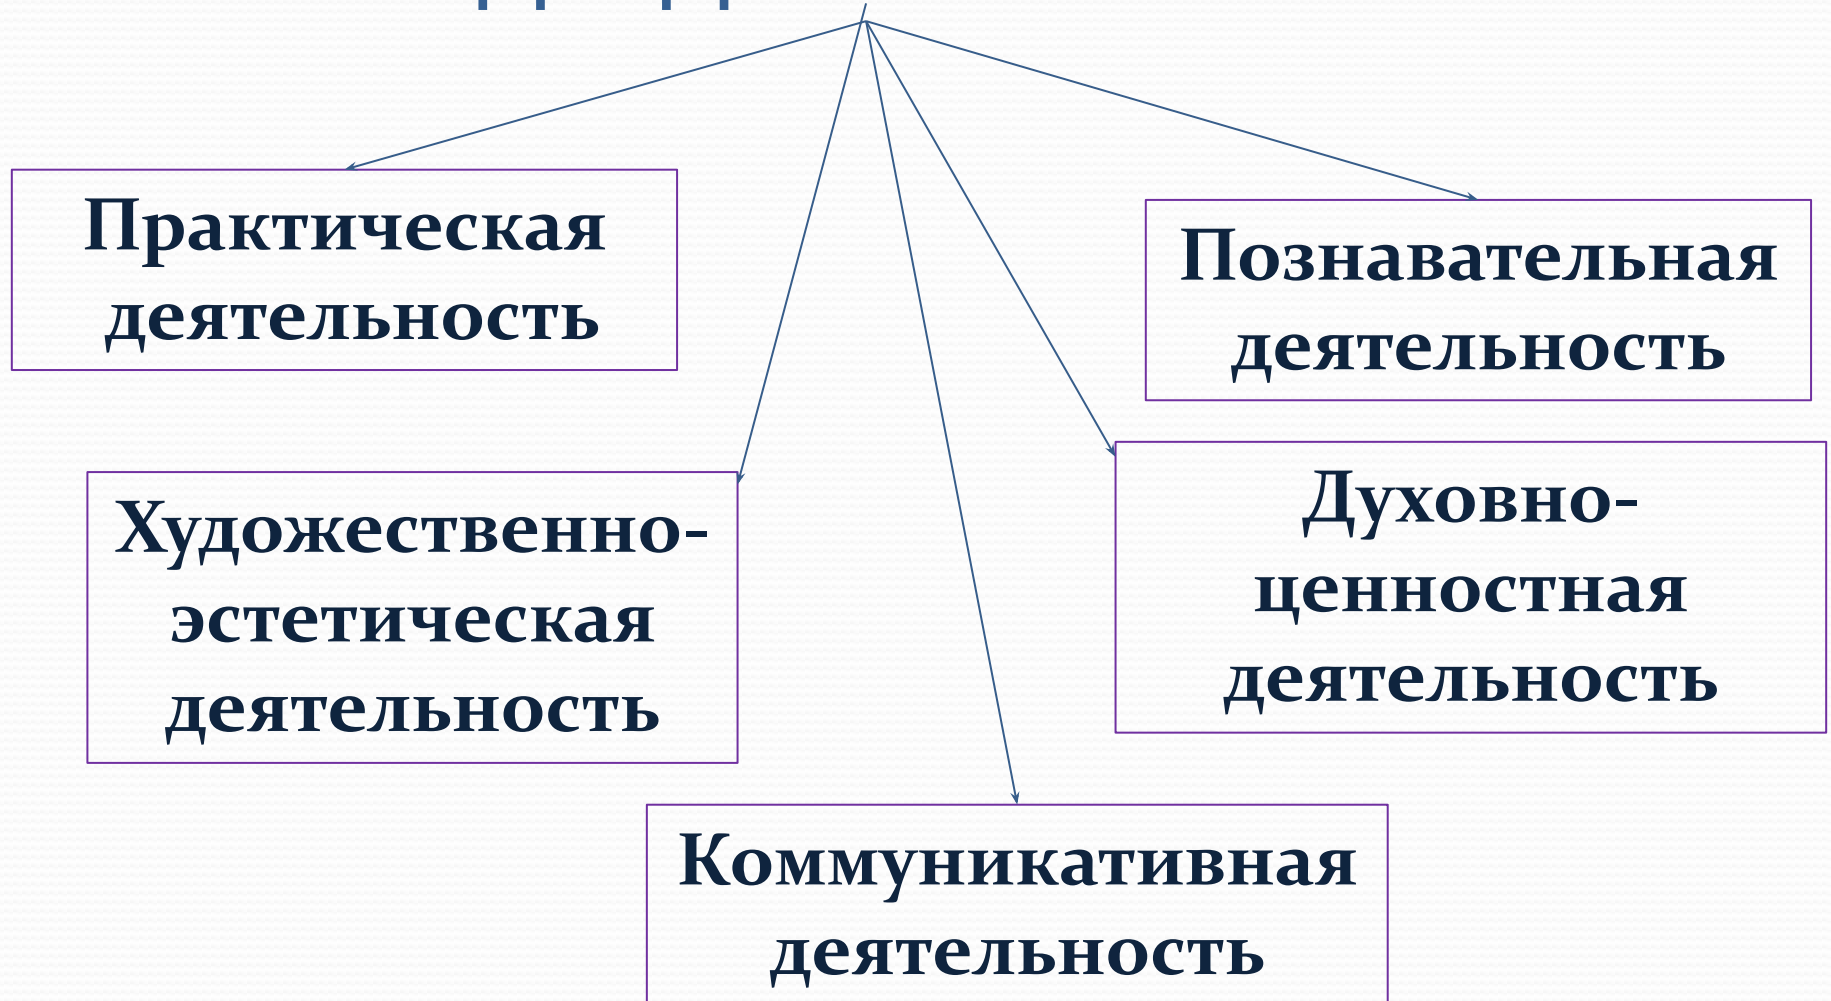 Практическая
деятельность
Познавательная
деятельность
Художественно-
эстетическая
деятельность
Духовно-
ценностная
деятельность
Коммуникативная
деятельность